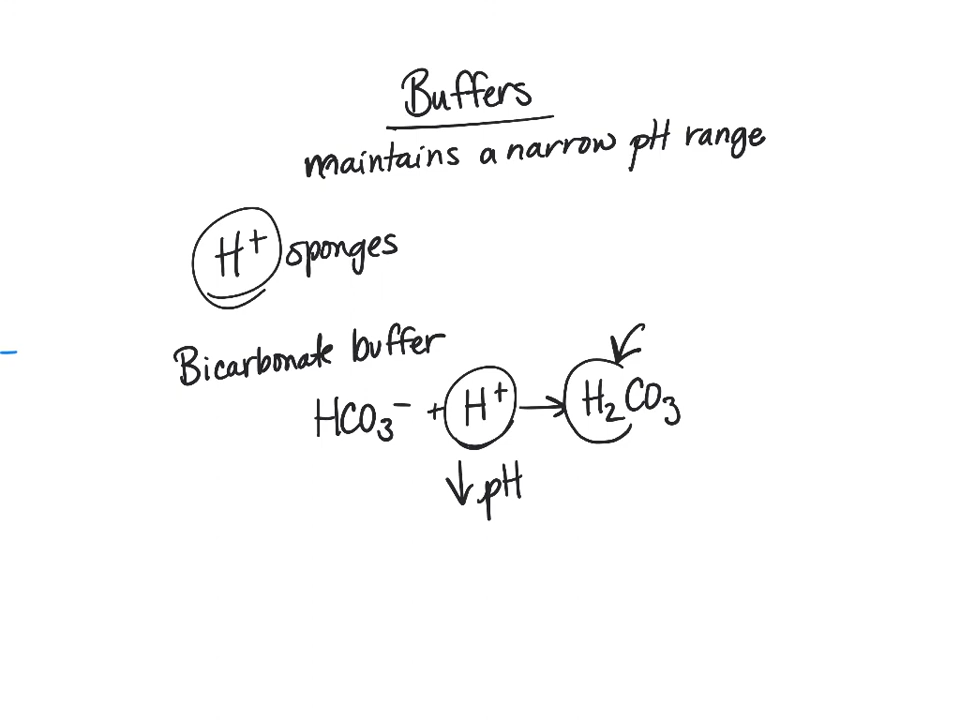 Buffers
maintains a narrow pH range
H⁺ sponges
Bicarbonate buffer
HCO₃⁻ + H⁺ → H₂CO₃
↓ pH